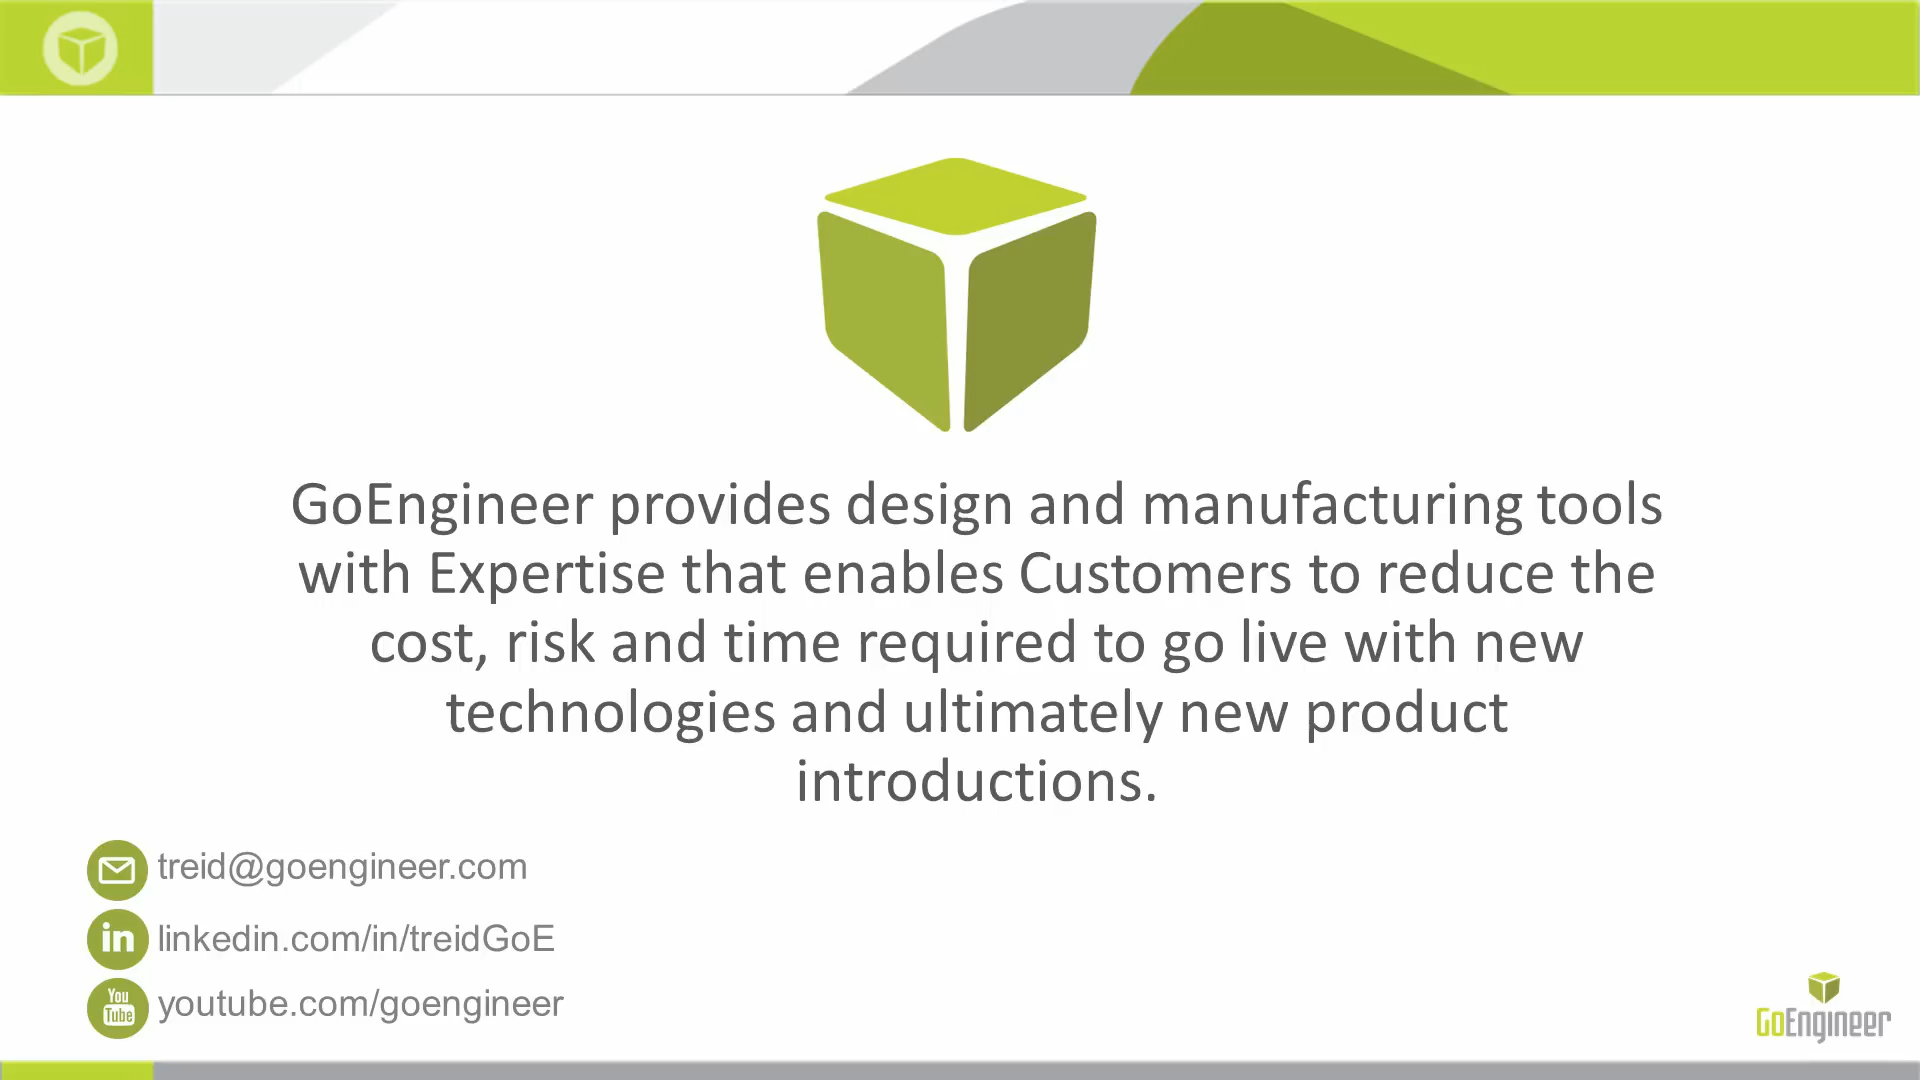 GoEngineer provides design and manufacturing tools
with Expertise that enables Customers to reduce the
cost, risk and time required to go live with new
technologies and ultimately new product
introductions.
treid@goengineer.com
in linkedin.com/in/treidGoE
You
Tube
youtube.com/goengineer
GoEngineer